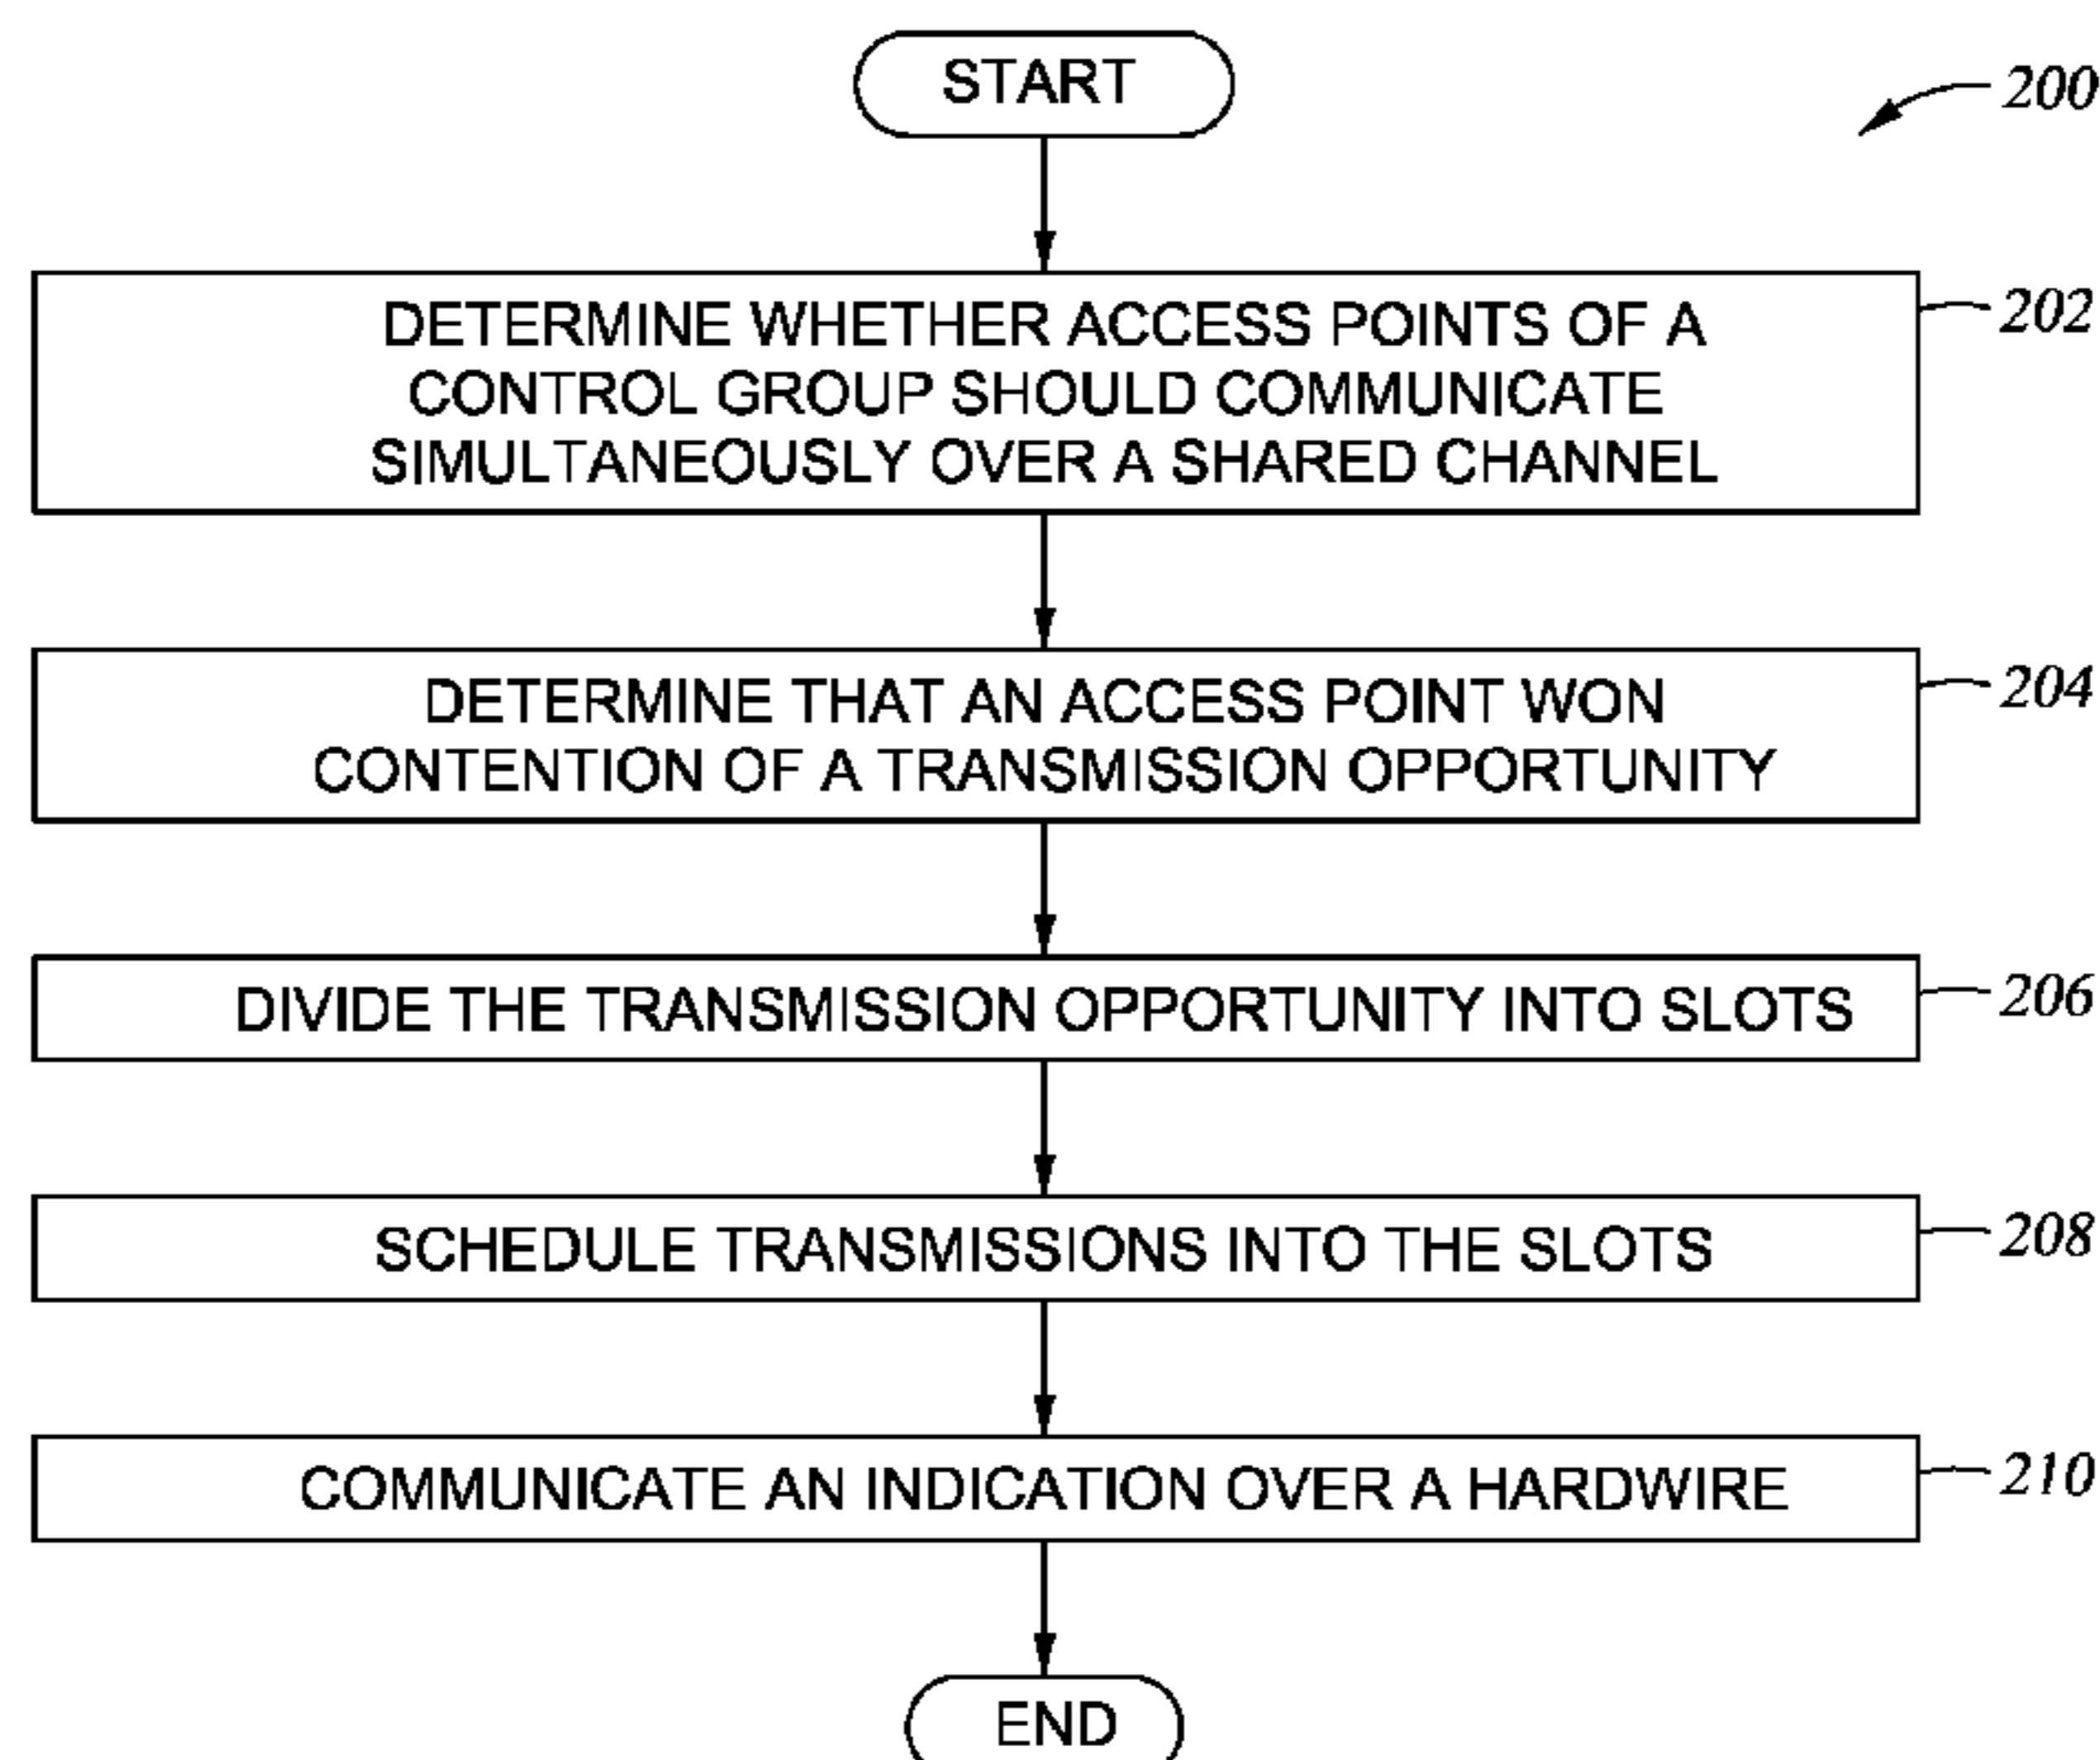 START
200
DETERMINE WHETHER ACCESS POINTS OF A
CONTROL GROUP SHOULD COMMUNICATE
SIMULTANEOUSLY OVER A SHARED CHANNEL
202
DETERMINE THAT AN ACCESS POINT WON
CONTENTION OF A TRANSMISSION OPPORTUNITY
204
DIVIDE THE TRANSMISSION OPPORTUNITY INTO SLOTS
206
SCHEDULE TRANSMISSIONS INTO THE SLOTS
208
COMMUNICATE AN INDICATION OVER A HARDWIRE
210
END